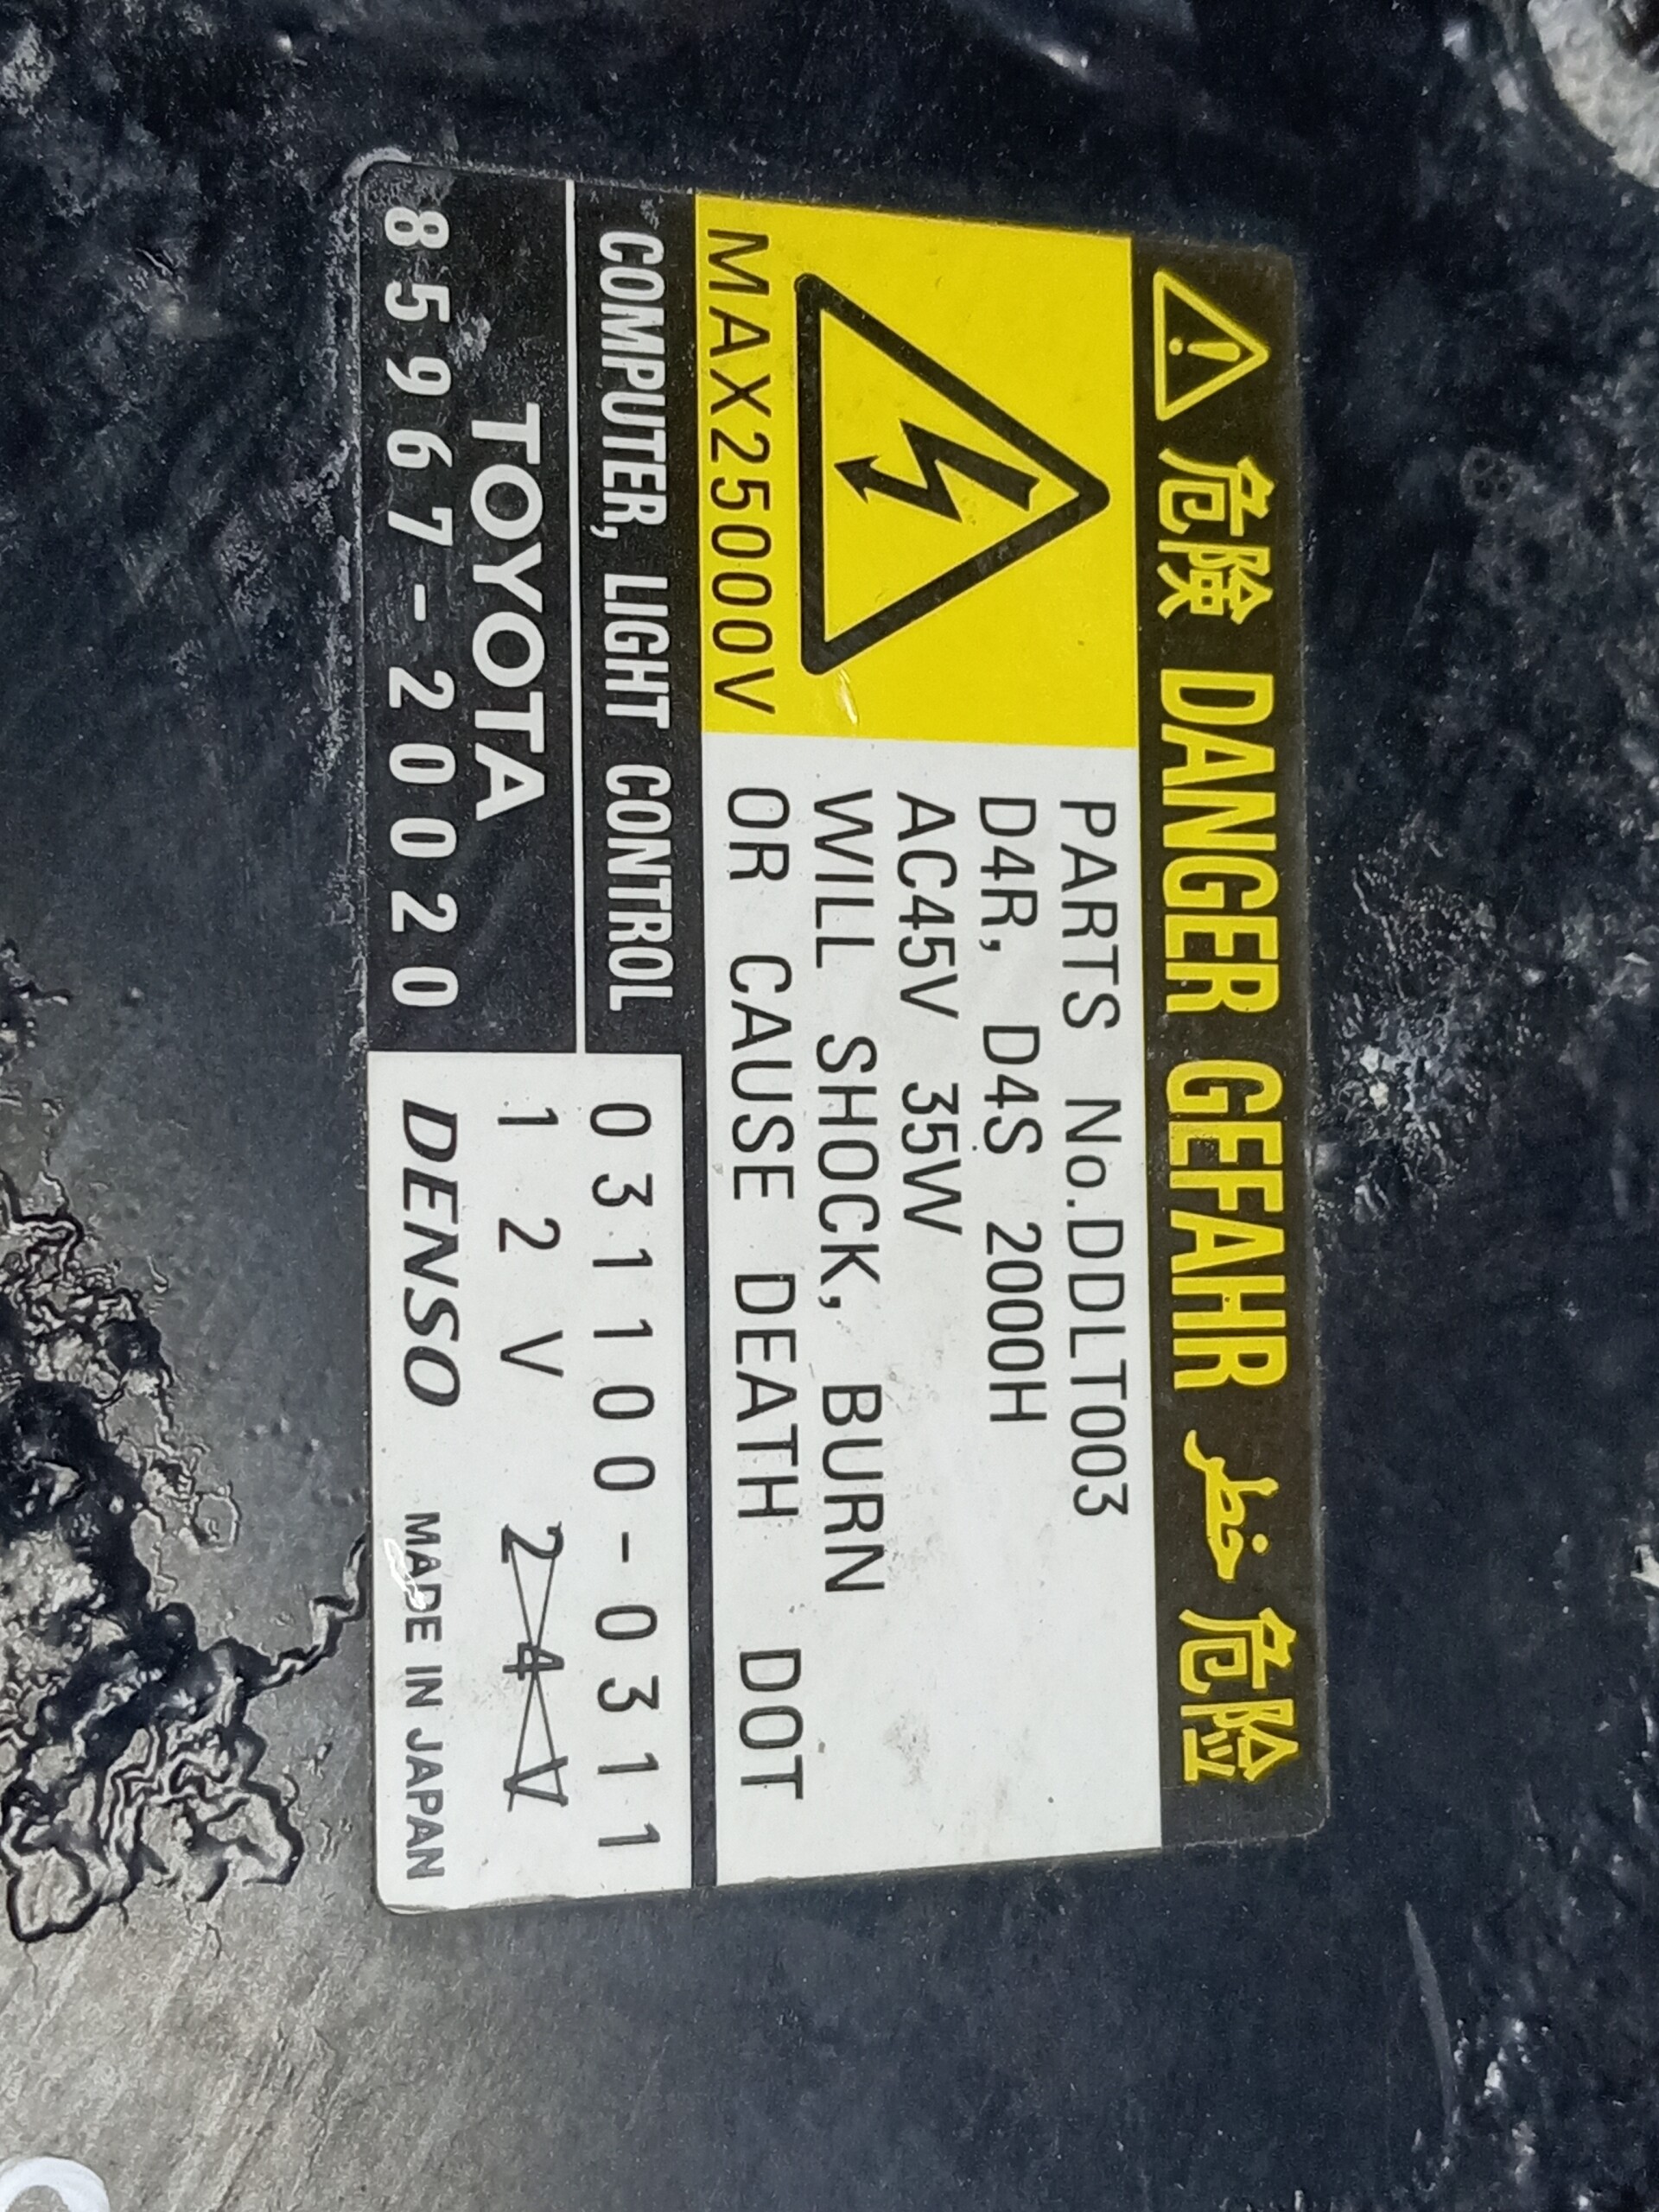 危険 DANGER GEFAHR خطر 危险
PARTS No.DDLT003
D4R, D4S 2000H
AC45V 35W
WILL SHOCK, BURN
OR CAUSE DEATH DOT
MAX25000V
COMPUTER, LIGHT CONTROL
TOYOTA
85967-20020
031100-0311
12V 24V
DENSO MADE IN JAPAN